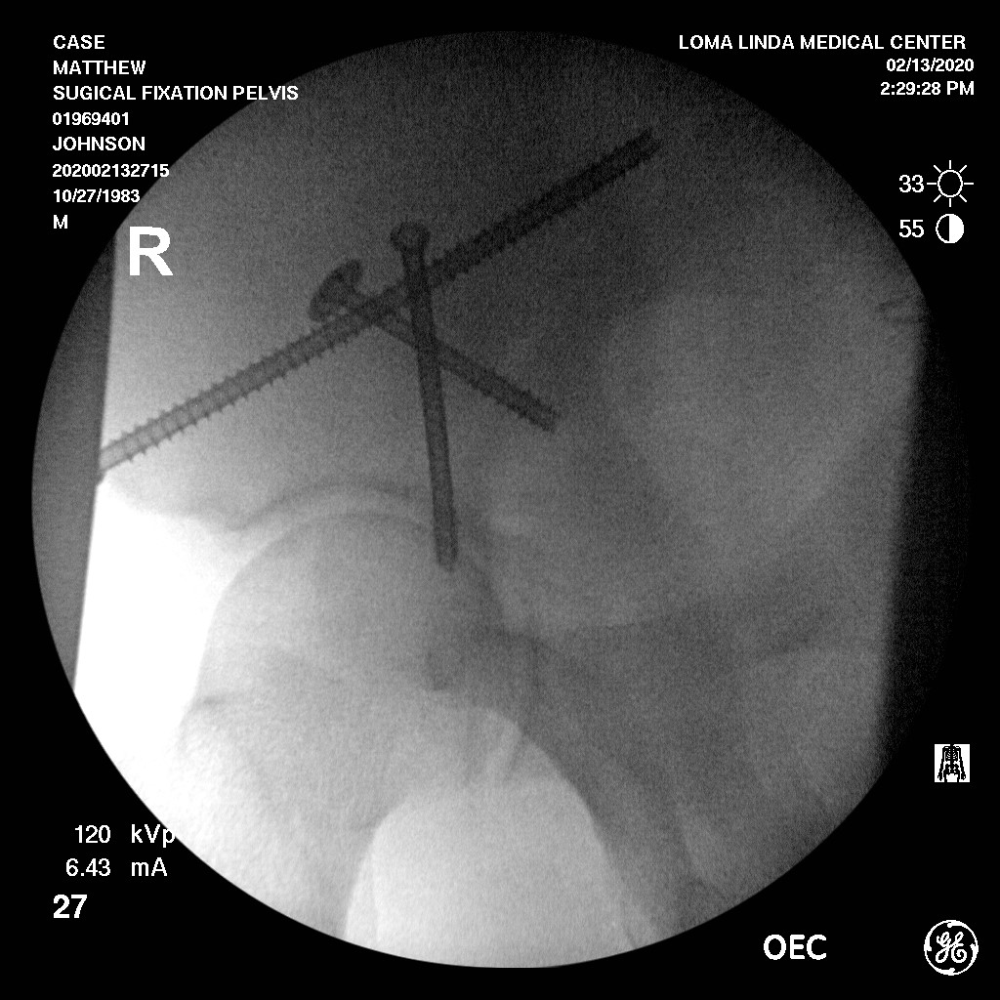 CASE
MATTHEW
SUGICAL FIXATION PELVIS
01969401
JOHNSON
202002132715
10/27/1983
M
R
LOMA LINDA MEDICAL CENTER
02/13/2020
2:29:28 PM
33
55
120 kVp
6.43 mA
27
OEC
GE